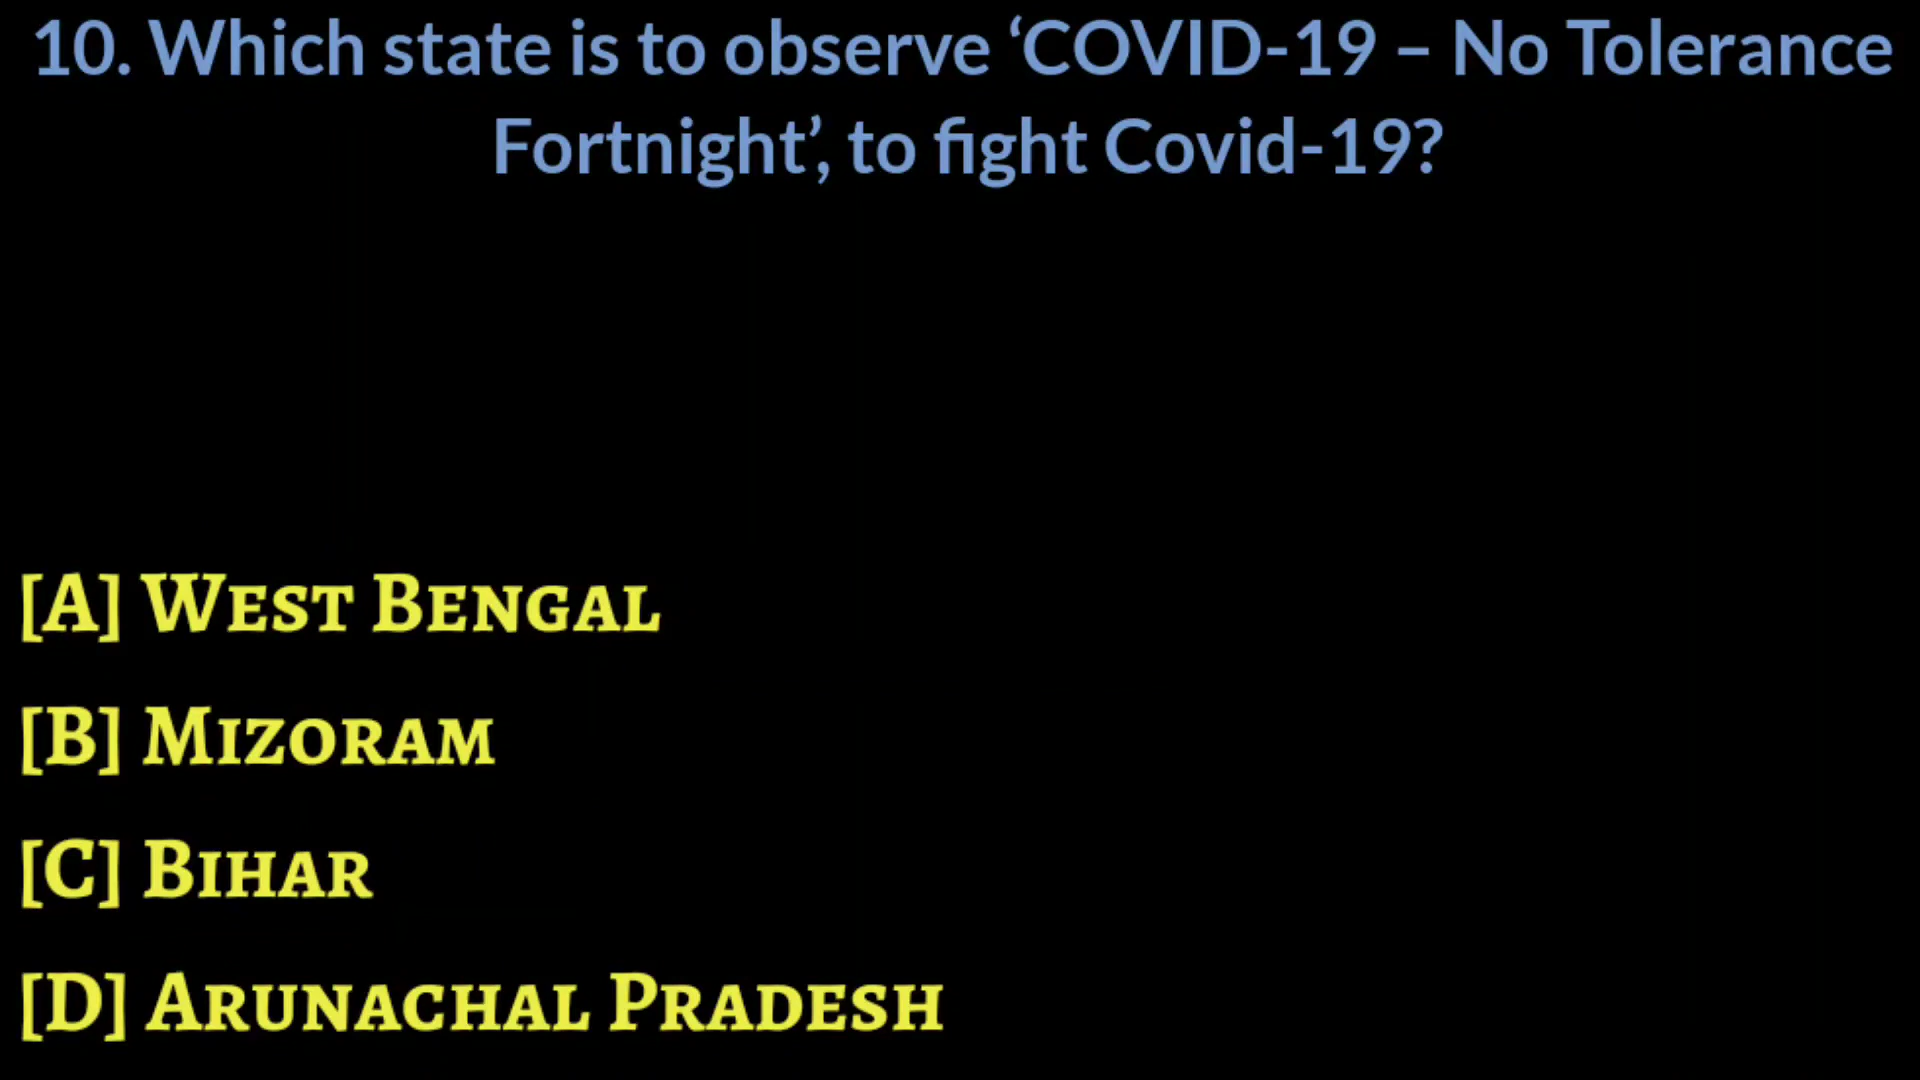 10. Which state is to observe ‘COVID-19 – No Tolerance
Fortnight’, to fight Covid-19?
[A] West Bengal
[B] Mizoram
[C] Bihar
[D] Arunachal Pradesh